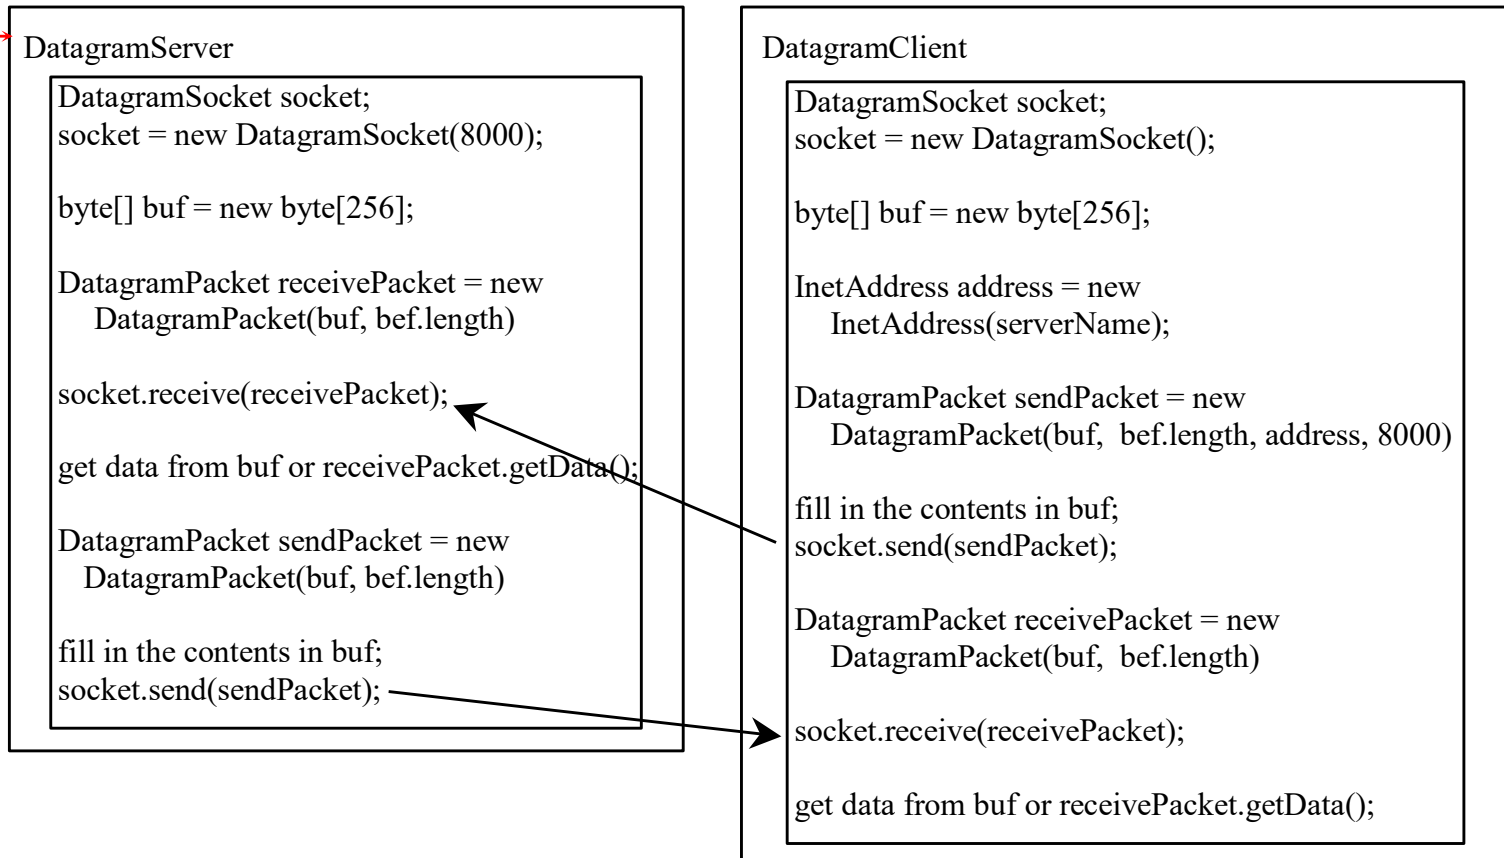 DatagramServer
DatagramSocket socket;
socket = new DatagramSocket(8000);
byte[] buf = new byte[256];
DatagramPacket receivePacket = new
DatagramPacket(buf, bef.length)
socket.receive(receivePacket);
get data from buf or receivePacket.getData();
DatagramPacket sendPacket = new
DatagramPacket(buf, bef.length)
fill in the contents in buf;
socket.send(sendPacket);
DatagramClient
DatagramSocket socket;
socket = new DatagramSocket();
byte[] buf = new byte[256];
InetAddress address = new
InetAddress(serverName);
DatagramPacket sendPacket = new
DatagramPacket(buf, bef.length, address, 8000)
fill in the contents in buf;
socket.send(sendPacket);
DatagramPacket receivePacket = new
DatagramPacket(buf, bef.length)
socket.receive(receivePacket);
get data from buf or receivePacket.getData();